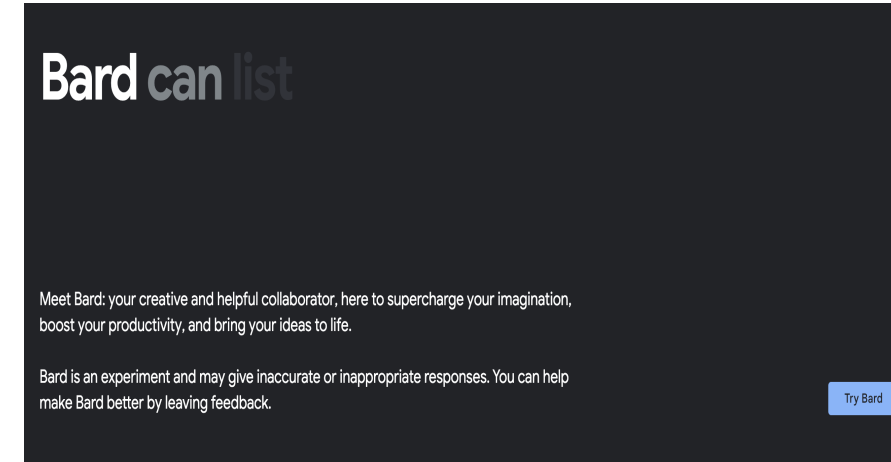 Bard can list
Meet Bard: your creative and helpful collaborator, here to supercharge your imagination,
boost your productivity, and bring your ideas to life.
Bard is an experiment and may give inaccurate or inappropriate responses. You can help
make Bard better by leaving feedback.
Try Bard